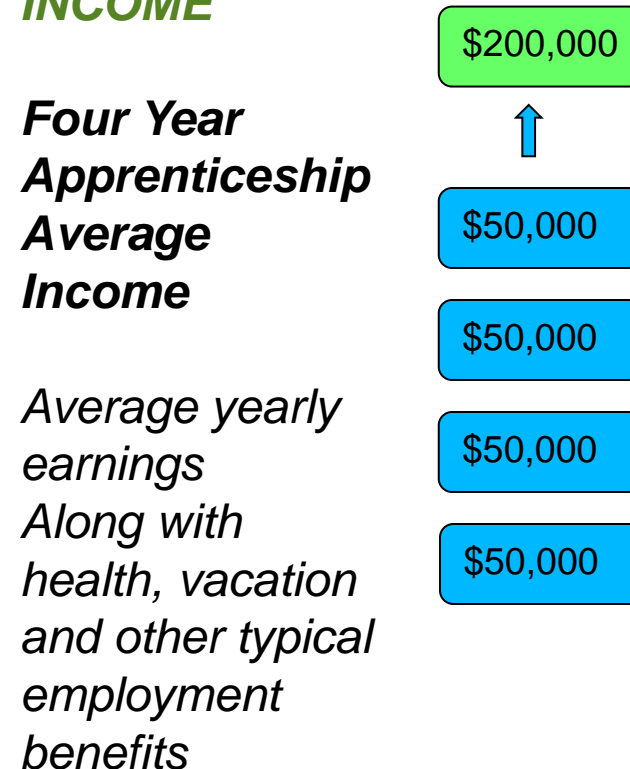 INCOME
Four Year
Apprenticeship
Average
Income
Average yearly
earnings
Along with
health, vacation
and other typical
employment
benefits
$200,000
$50,000
$50,000
$50,000
$50,000